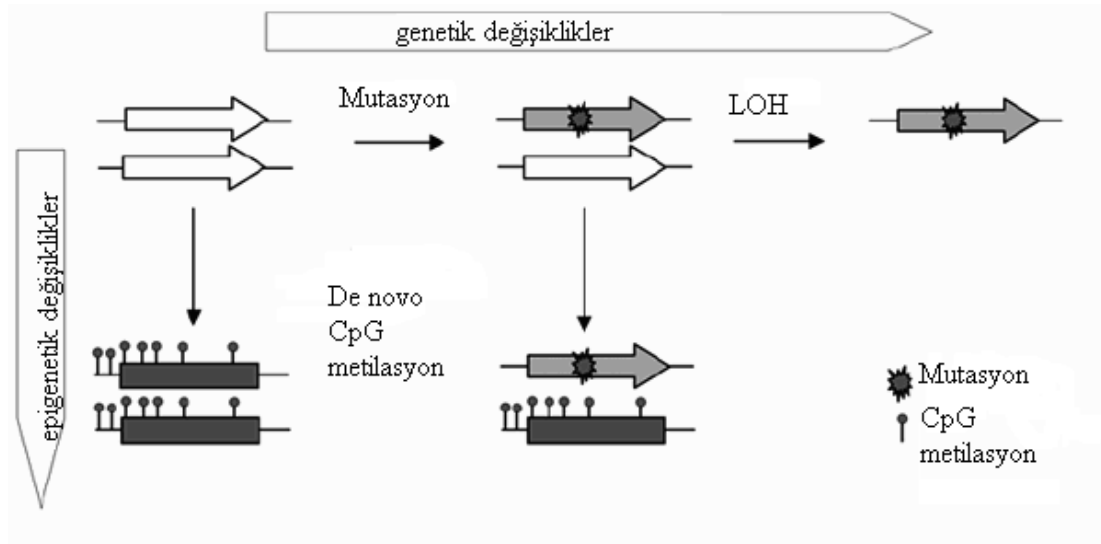 genetik değişiklikler
Mutasyon
LOH
epigenetik değişiklikler
De novo
CpG
metilasyon
Mutasyon
CpG
metilasyon